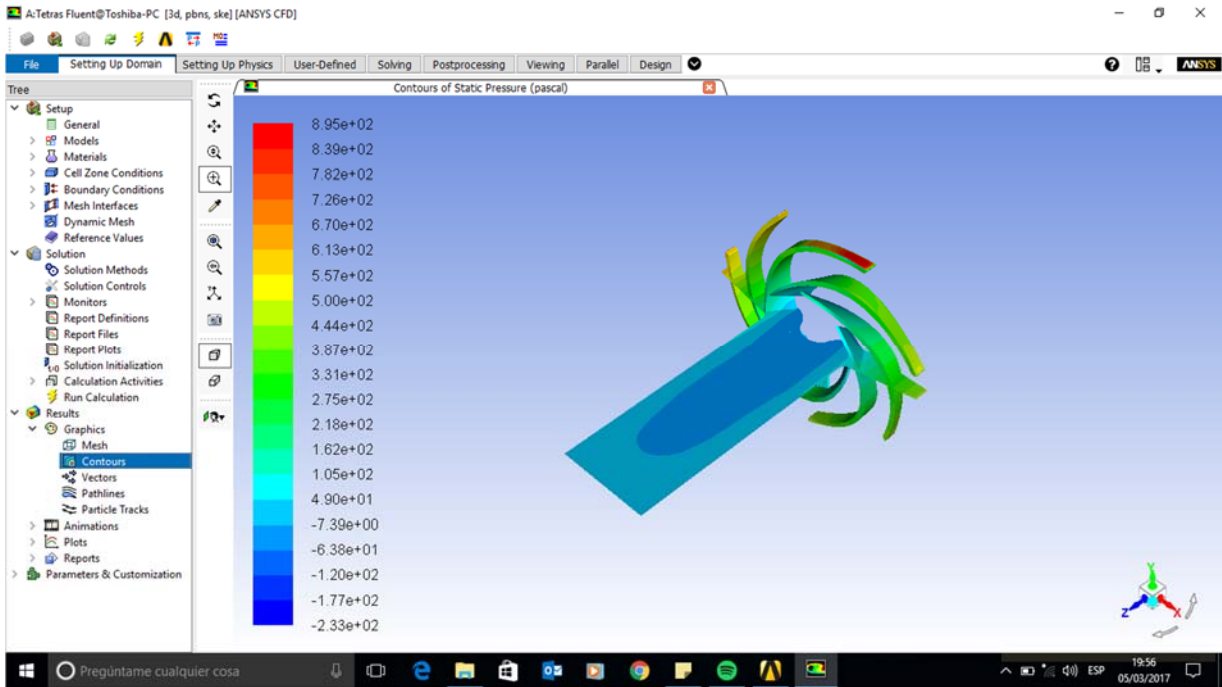 A:Tetras Fluent@Toshiba-PC [3d, pbns, ske] [ANSYS CFD]
File Setting Up Domain Setting Up Physics User-Defined Solving Postprocessing Viewing Parallel Design ANSYS
Tree
Contours of Static Pressure (pascal)
Setup
General
Models
Materials
Cell Zone Conditions
Boundary Conditions
Mesh Interfaces
Dynamic Mesh
Reference Values
Solution
Solution Methods
Solution Controls
Monitors
Report Definitions
Report Files
Report Plots
Solution Initialization
Calculation Activities
Run Calculation
Results
Graphics
Mesh
Contours
Vectors
Pathlines
Particle Tracks
Animations
Plots
Reports
Parameters & Customization
8.95e+02
8.39e+02
7.82e+02
7.26e+02
6.70e+02
6.13e+02
5.57e+02
5.00e+02
4.44e+02
3.87e+02
3.31e+02
2.75e+02
2.18e+02
1.62e+02
1.05e+02
4.90e+01
-7.39e+00
-6.38e+01
-1.20e+02
-1.77e+02
-2.33e+02
Y
Z
X
Pregúntame cualquier cosa
ESP
19:56
05/03/2017